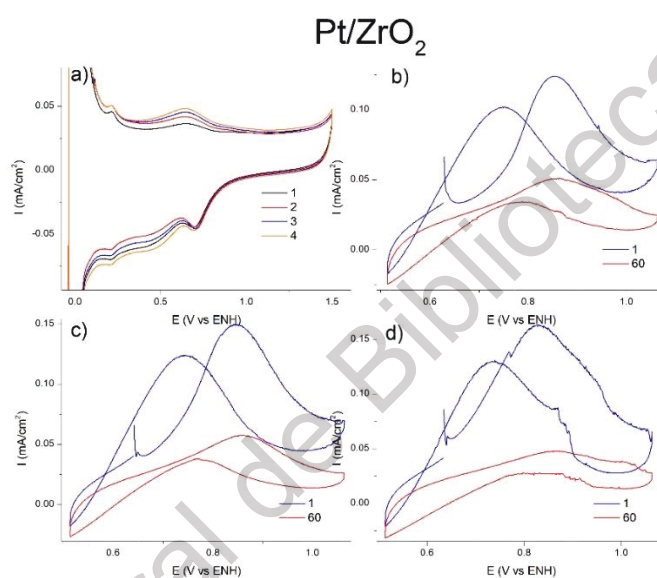 Pt/ZrO2
a)
0.05
0.00
-0.05
I (mA/cm2)
1
2
3
4
0.0 0.5 1.0 1.5
E (V vs ENH)
b)
0.10
0.05
0.00
I (mA/cm2)
1
60
0.6 0.8 1.0
E (V vs ENH)
c)
0.15
0.10
0.05
0.00
I (mA/cm2)
1
60
0.6 0.8 1.0
E (V vs ENH)
d)
0.15
0.10
0.05
0.00
I (mA/cm2)
1
60
0.6 0.8 1.0
E (V vs ENH)
ral de Biblioteca